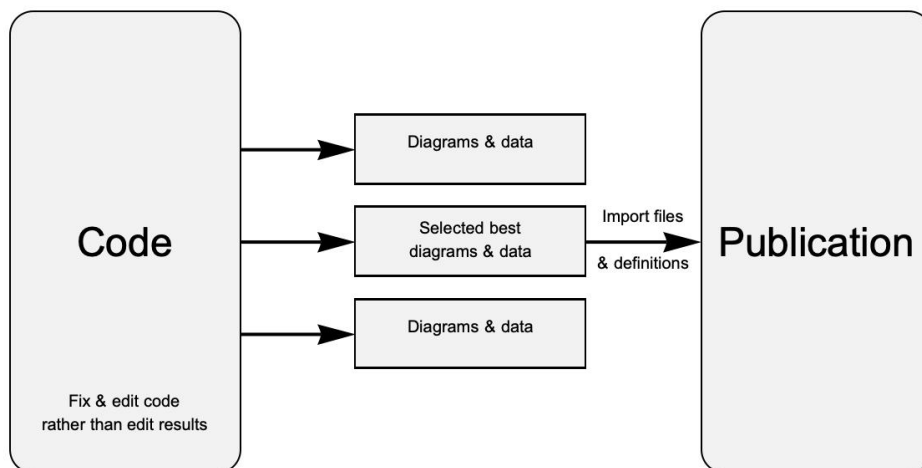 Code
Fix & edit code
rather than edit results
Diagrams & data
Selected best
diagrams & data
Diagrams & data
Import files
& definitions
Publication